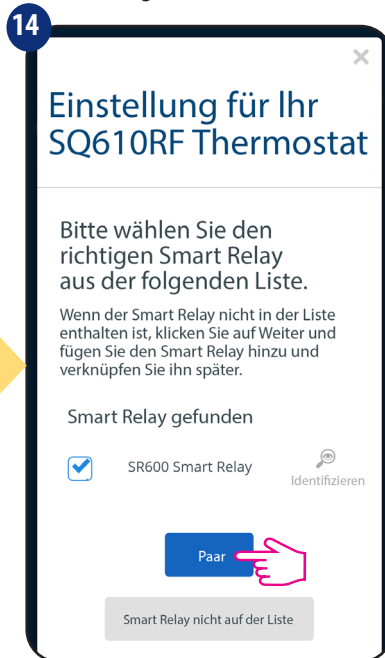 14
×
Einstellung für Ihr
SQ610RF Thermostat
Bitte wählen Sie den
richtigen Smart Relay
aus der folgenden Liste.
Wenn der Smart Relay nicht in der Liste
enthalten ist, klicken Sie auf Weiter und
fügen Sie den Smart Relay hinzu und
verknüpfen Sie ihn später.
Smart Relay gefunden
SR600 Smart Relay
Identifizieren
Paar
Smart Relay nicht auf der Liste